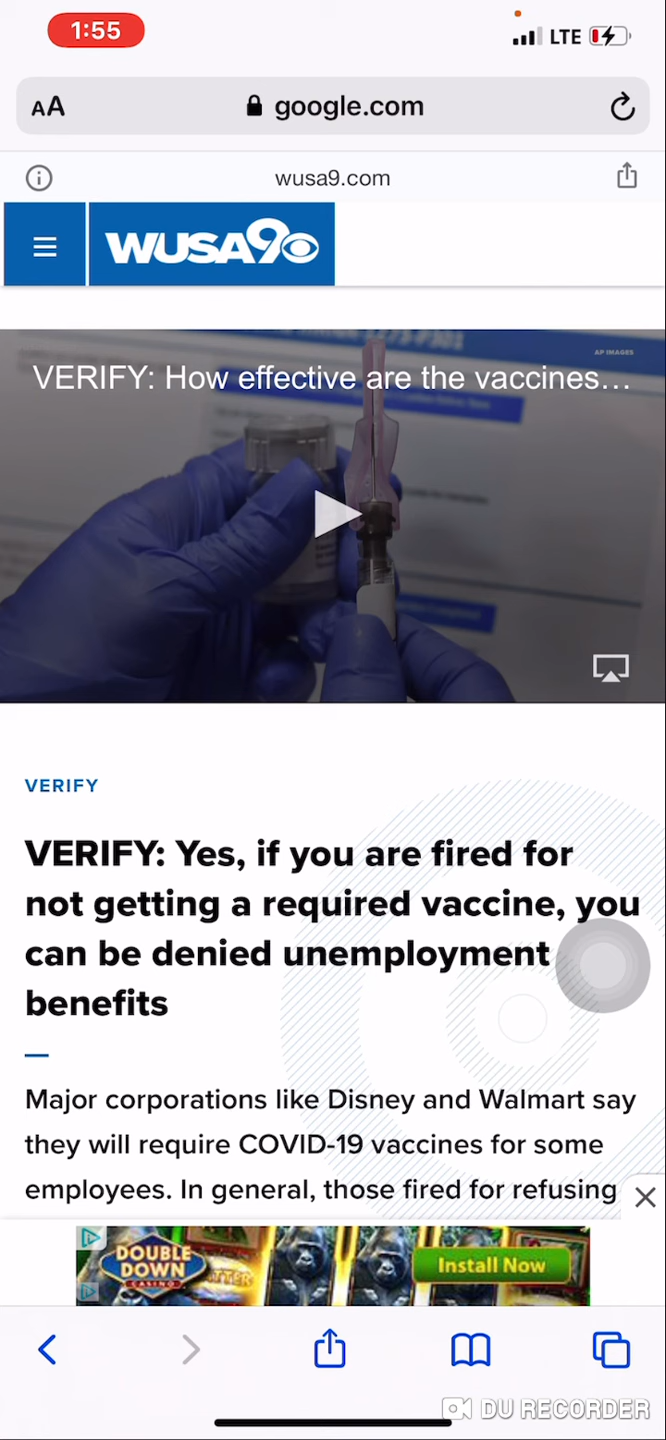 1:55
LTE
AA
google.com
wusa9.com
WUSA9
AP IMAGES
VERIFY: How effective are the vaccines...
VERIFY
VERIFY: Yes, if you are fired for
not getting a required vaccine, you
can be denied unemployment
benefits
Major corporations like Disney and Walmart say
they will require COVID-19 vaccines for some
employees. In general, those fired for refusing
DOUBLE
DOWN
CASINO
Install Now
DU RECORDER